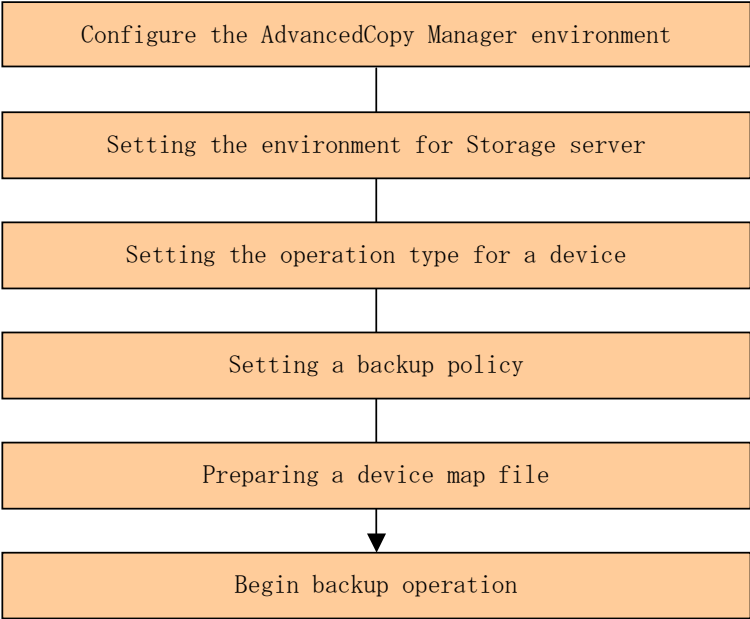 Configure the AdvancedCopy Manager environment
Setting the environment for Storage server
Setting the operation type for a device
Setting a backup policy
Preparing a device map file
Begin backup operation